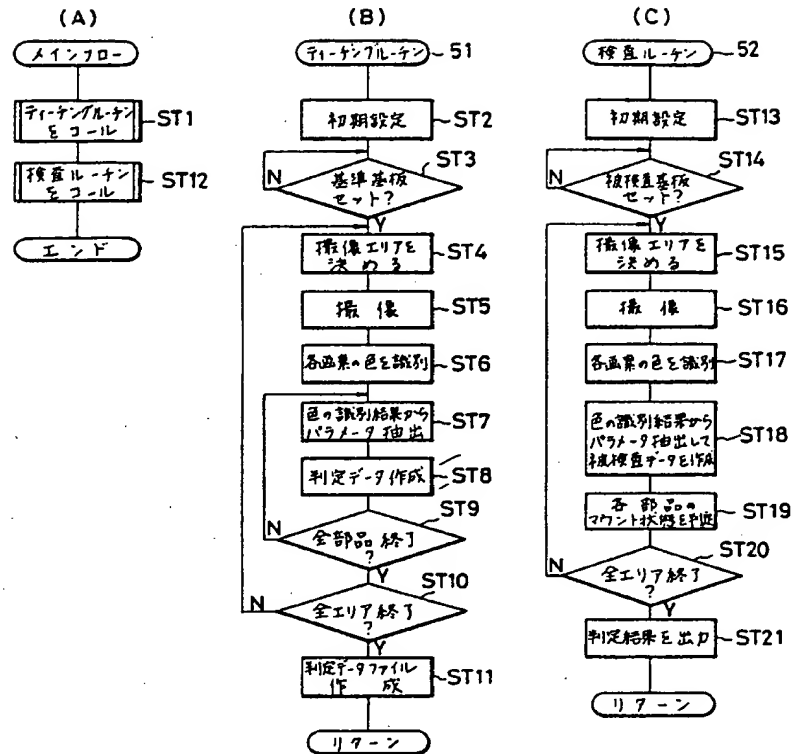 (A)
メインフロー
ティーチングルーチン
をコール
ST1
検査ルーチン
をコール
ST12
エンド
(B)
ティーチングルーチン
51
初期設定
ST2
ST3
基準基板
セット?
N
Y
撮像エリアを
決める
ST4
撮像
ST5
各画素の色を識別
ST6
色の識別結果から
パラメータ抽出
ST7
判定データ作成
ST8
ST9
全部品終了
?
N
Y
ST10
全エリア終了
?
N
Y
判定データファイル
作成
ST11
リターン
(C)
検査ルーチン
52
初期設定
ST13
ST14
被検査基板
セット?
N
Y
撮像エリアを
決める
ST15
撮像
ST16
各画素の色を識別
ST17
色の識別結果から
パラメータ抽出して
被検査データを作成
ST18
各部品の
マウント状態を判定
ST19
ST20
全エリア終了
?
N
Y
判定結果を出力
ST21
リターン